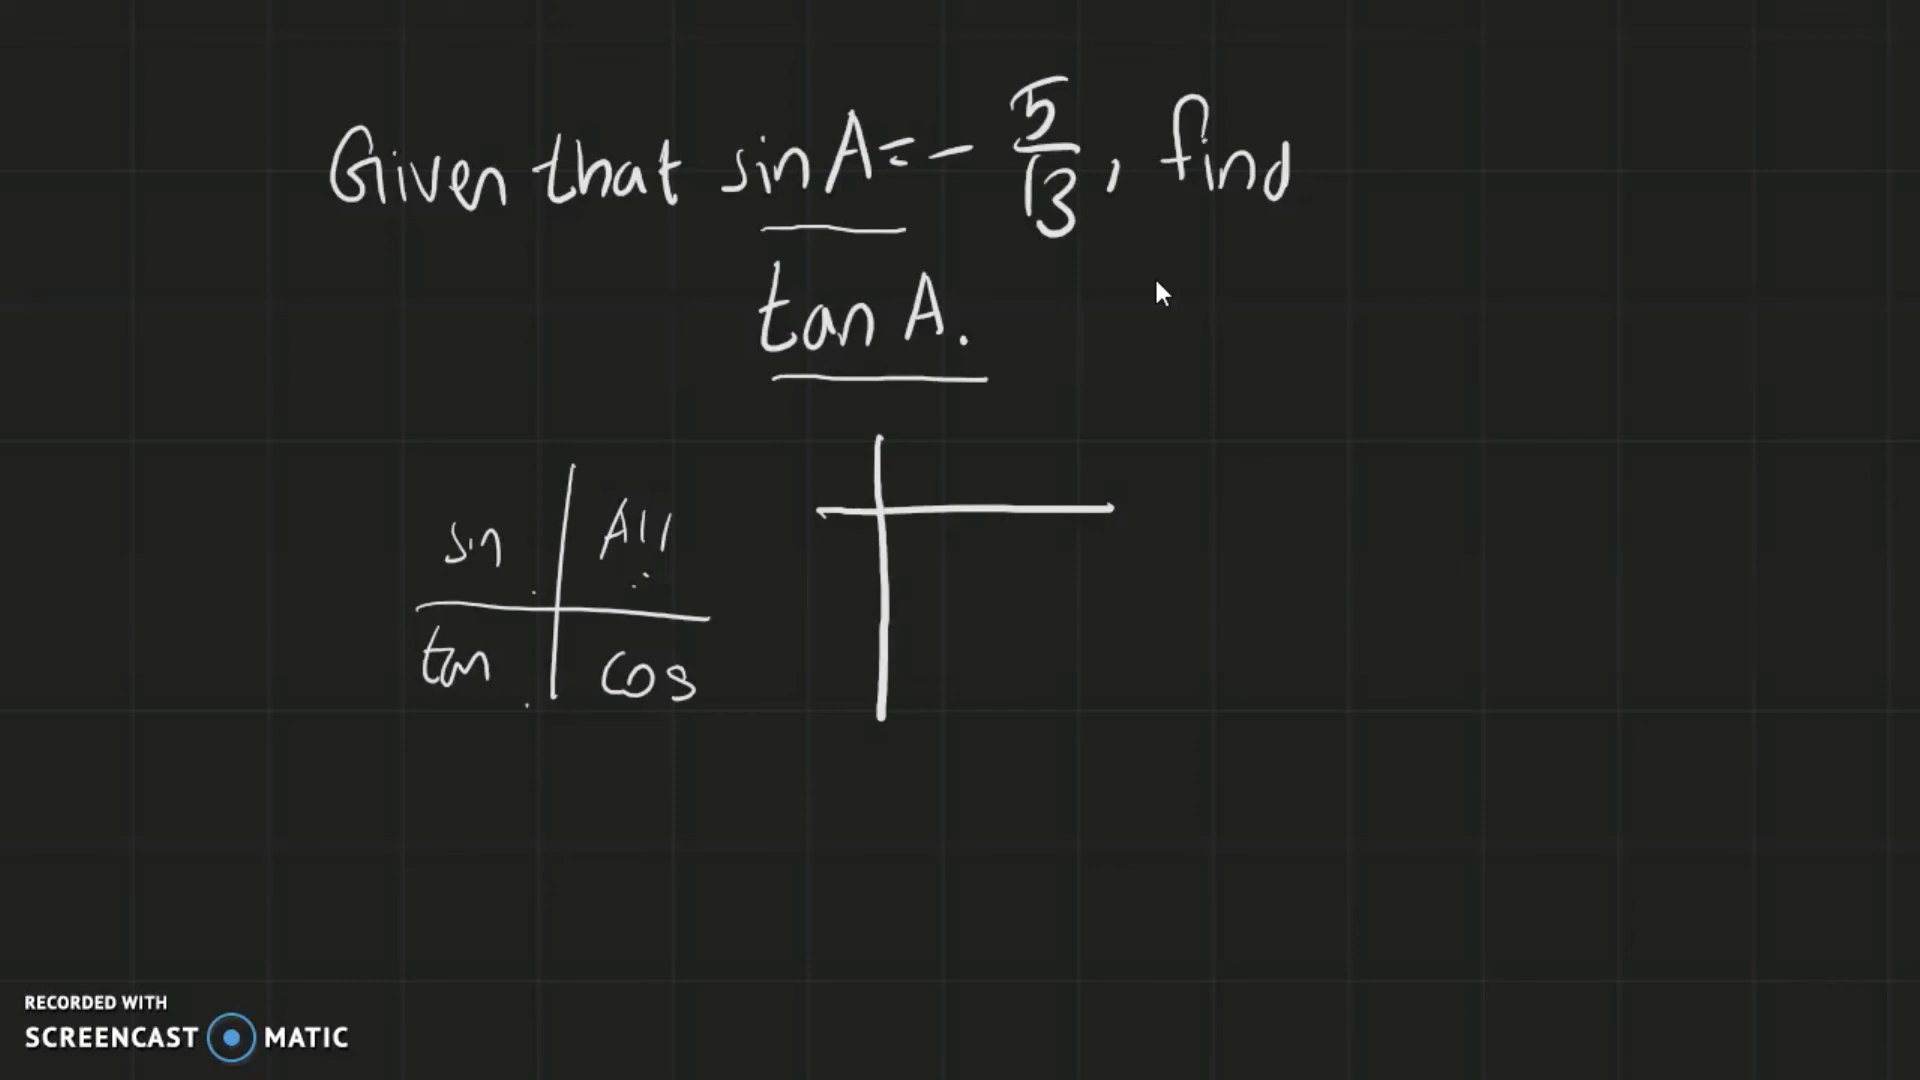 Given that sin A = - 5/13, find
tan A.
sin All
tan cos
RECORDED WITH
SCREENCAST MATIC